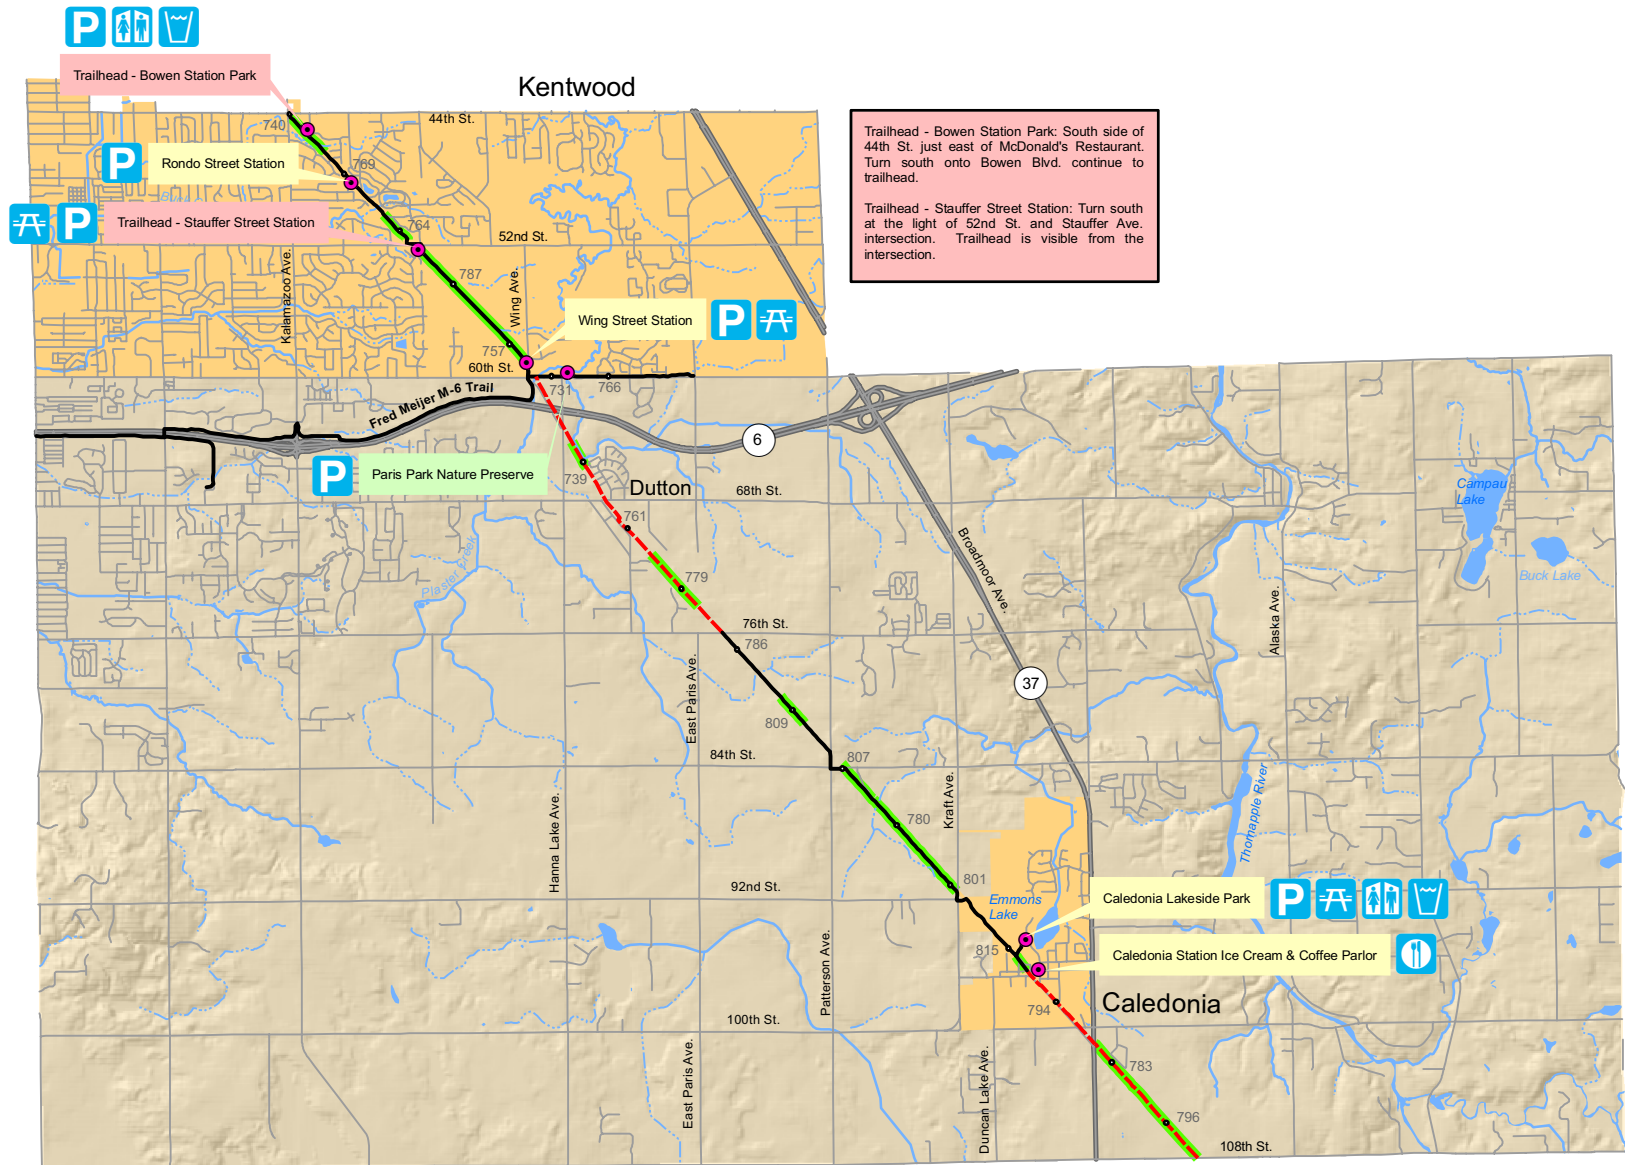 P P
Trailhead - Bowen Station Park
Kentwood
740
44th St.
Trailhead - Bowen Station Park: South side of
44th St. just east of McDonald's Restaurant.
Turn south onto Bowen Blvd. continue to
trailhead.
Trailhead - Stauffer Street Station: Turn south
at the light of 52nd St. and Stauffer Ave.
intersection. Trailhead is visible from the
intersection.
Rondo Street Station
769
P
Trailhead - Stauffer Street Station
764
52nd St.
Kalamazoo Ave.
787
Wing Ave.
Wing Street Station
P
757
60th St.
731
766
Fred Meijer M-6 Trail
6
P
Paris Park Nature Preserve
739
Dutton
68th St.
Campau
Lake
761
Broadmoor Ave.
Buck Lake
Plaster Creek
779
Alaska Ave.
76th St.
786
East Paris Ave.
37
809
84th St.
807
Thornapple River
Kraft Ave.
Hanna Lake Ave.
780
801
92nd St.
Emmons
Lake
Caledonia Lakeside Park
P
815
Caledonia Station Ice Cream & Coffee Parlor
Patterson Ave.
794
Caledonia
100th St.
East Paris Ave.
Duncan Lake Ave.
783
796
108th St.